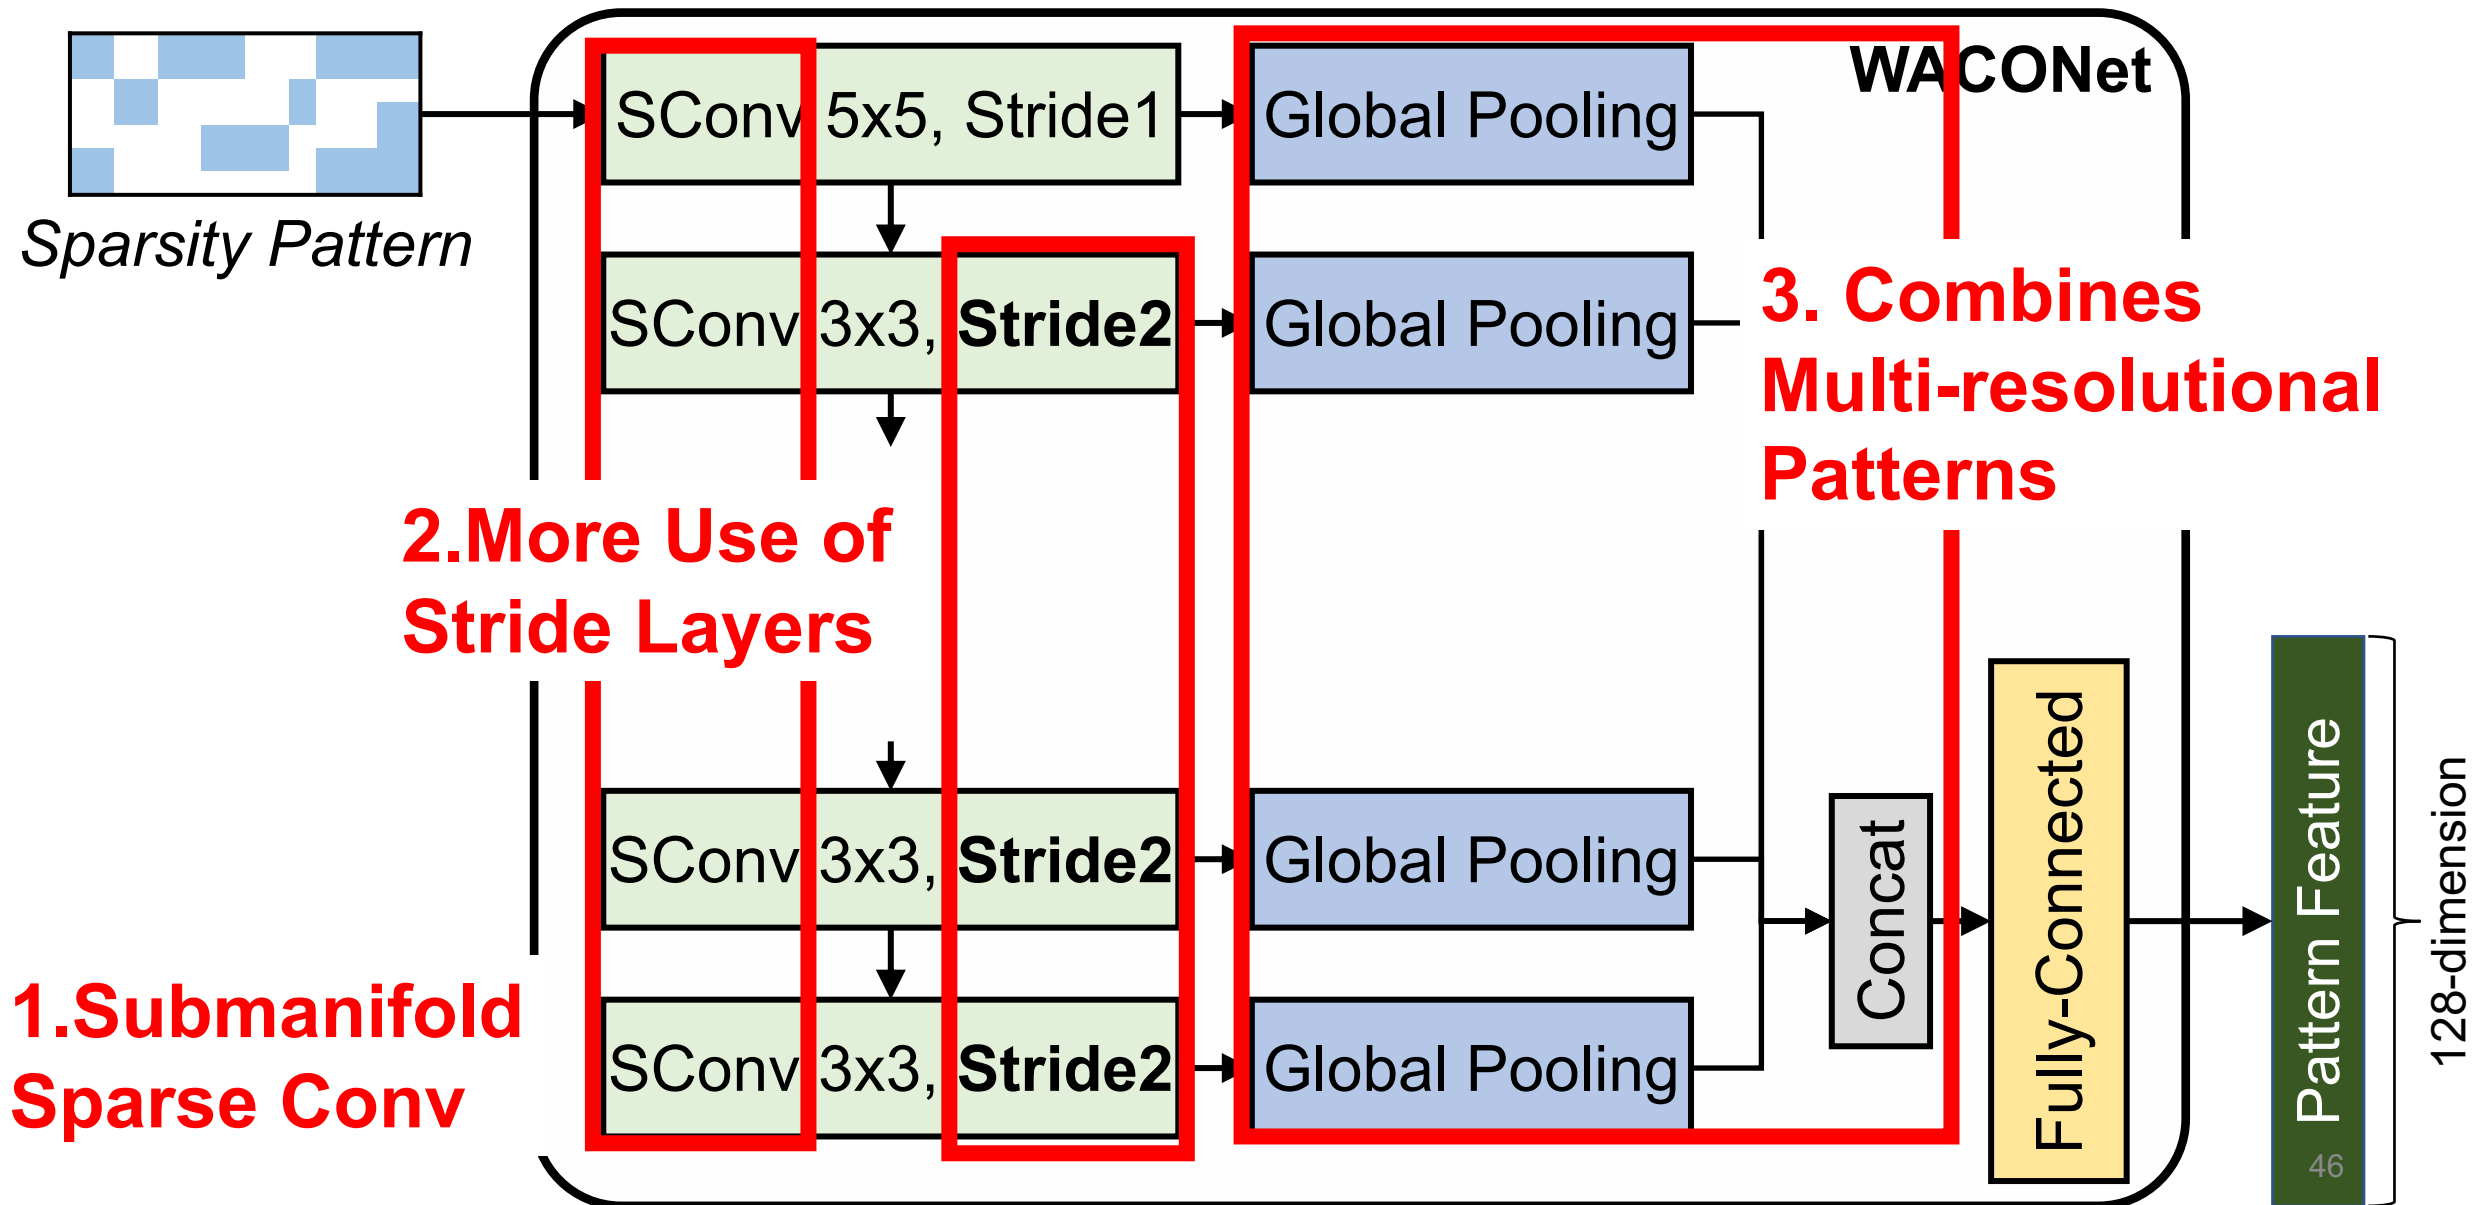 WACONet
SConv 5x5, Stride1
Global Pooling
Sparsity Pattern
SConv 3x3, Stride2
Global Pooling
3. Combines
Multi-resolutional
Patterns
2.More Use of
Stride Layers
SConv 3x3, Stride2
Global Pooling
1.Submanifold
Sparse Conv
SConv 3x3, Stride2
Global Pooling
Concat
Fully-Connected
Pattern Feature
128-dimension
46